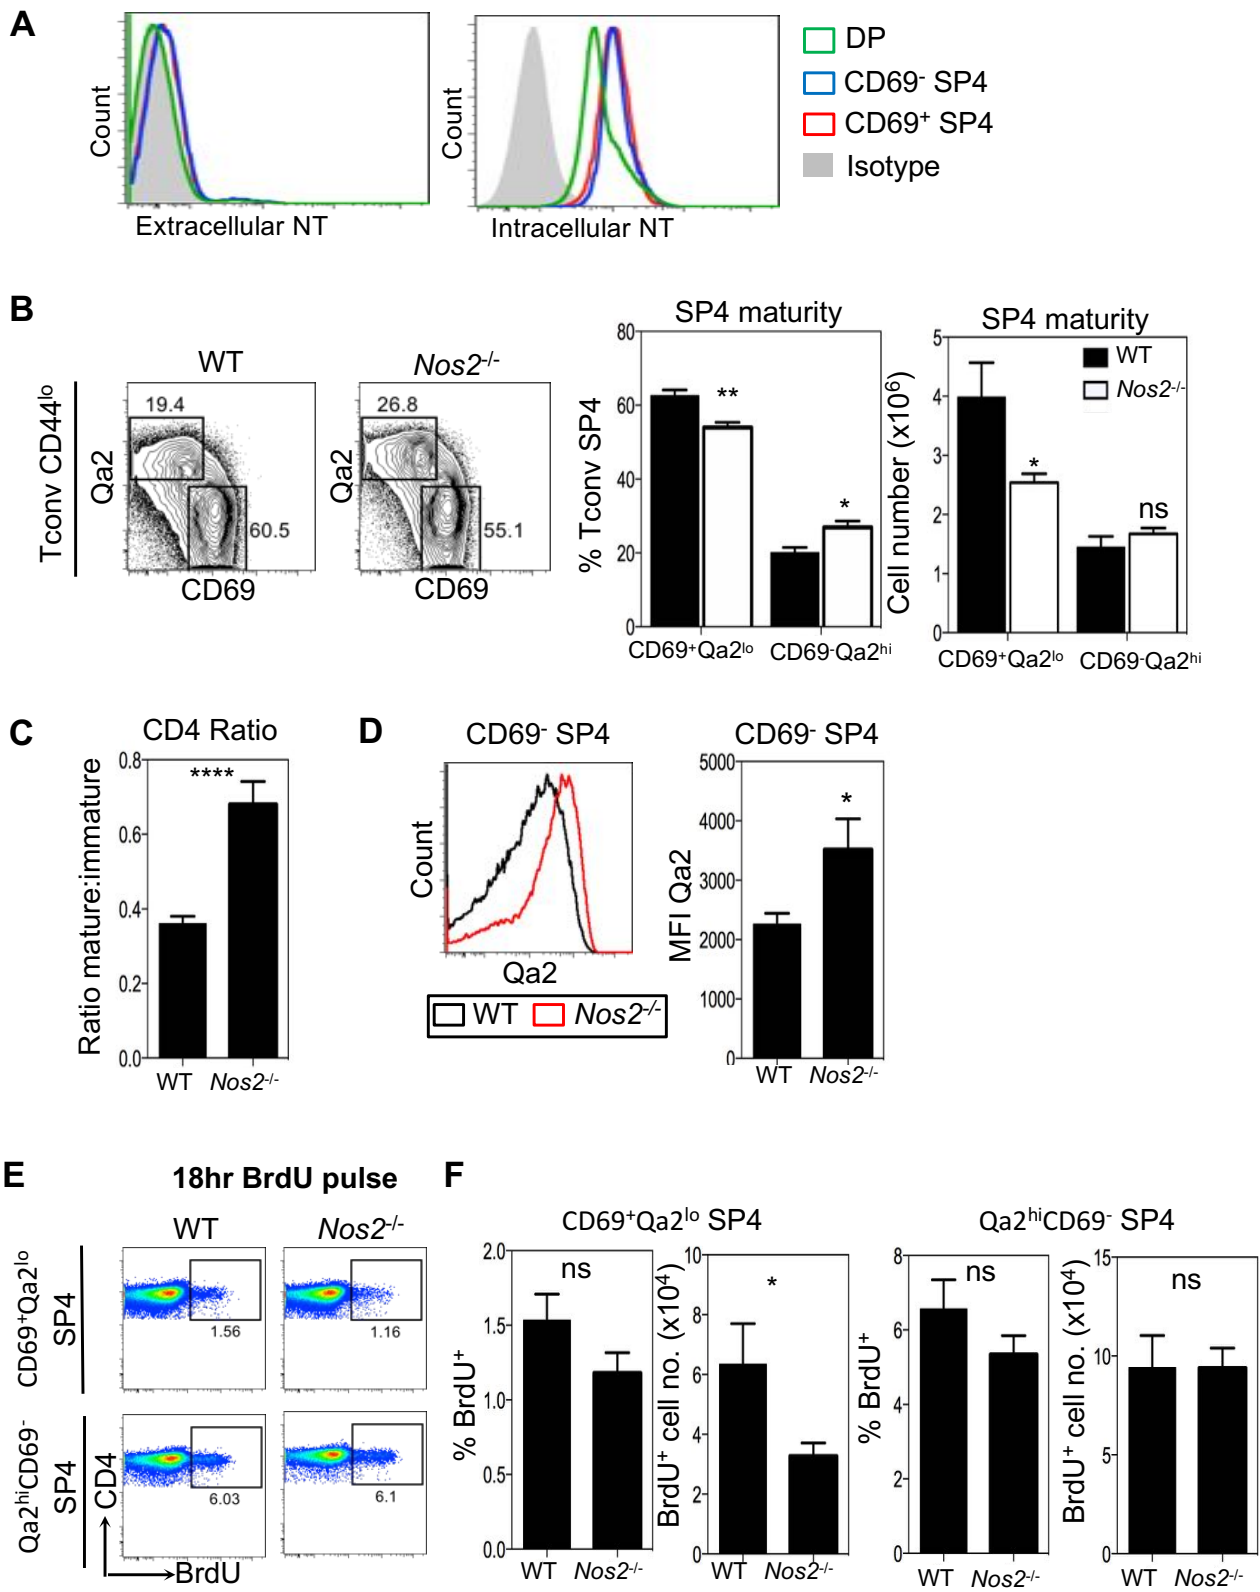 A
Count
Extracellular NT
Count
Intracellular NT
DP
CD69- SP4
CD69+ SP4
Isotype
B
WT
Nos2-/-
Tconv CD44lo
Qa2
19.4
60.5
CD69
Qa2
26.8
55.1
CD69
SP4 maturity
% Tconv SP4
80
60
40
20
0
**
*
CD69+Qa2lo
CD69-Qa2hi
SP4 maturity
Cell number (x10⁶)
5
4
3
2
1
0
WT
Nos2-/-
*
ns
CD69+Qa2lo
CD69-Qa2hi
C
CD4 Ratio
Ratio mature:immature
0.8
0.6
0.4
0.2
0.0
****
WT
Nos2-/-
D
CD69- SP4
Count
Qa2
WT
Nos2-/-
CD69- SP4
MFI Qa2
5000
4000
3000
2000
1000
0
*
WT
Nos2-/-
E
18hr BrdU pulse
WT
Nos2-/-
CD69+Qa2lo
SP4
1.56
1.16
Qa2hiCD69-
SP4
6.03
6.1
CD4
BrdU
F
CD69+Qa2lo SP4
% BrdU+
2.0
1.5
1.0
0.5
0.0
ns
WT
Nos2-/-
BrdU+ cell no. (x10⁴)
10
8
6
4
2
0
*
WT
Nos2-/-
Qa2hiCD69- SP4
% BrdU+
8
6
4
2
0
ns
WT
Nos2-/-
BrdU+ cell no. (x10⁴)
15
10
5
0
ns
WT
Nos2-/-